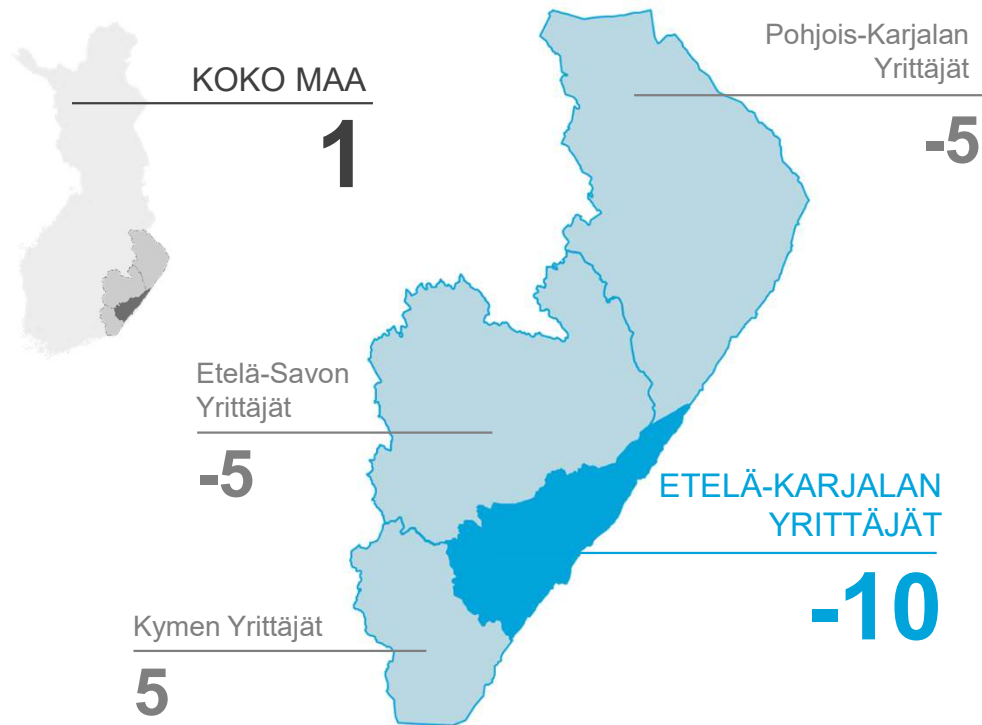 KOKO MAA
1
Pohjois-Karjalan
Yrittäjät
-5
Etelä-Savon
Yrittäjät
-5
ETELÄ-KARJALAN
YRITTÄJÄT
-10
Kymen Yrittäjät
5